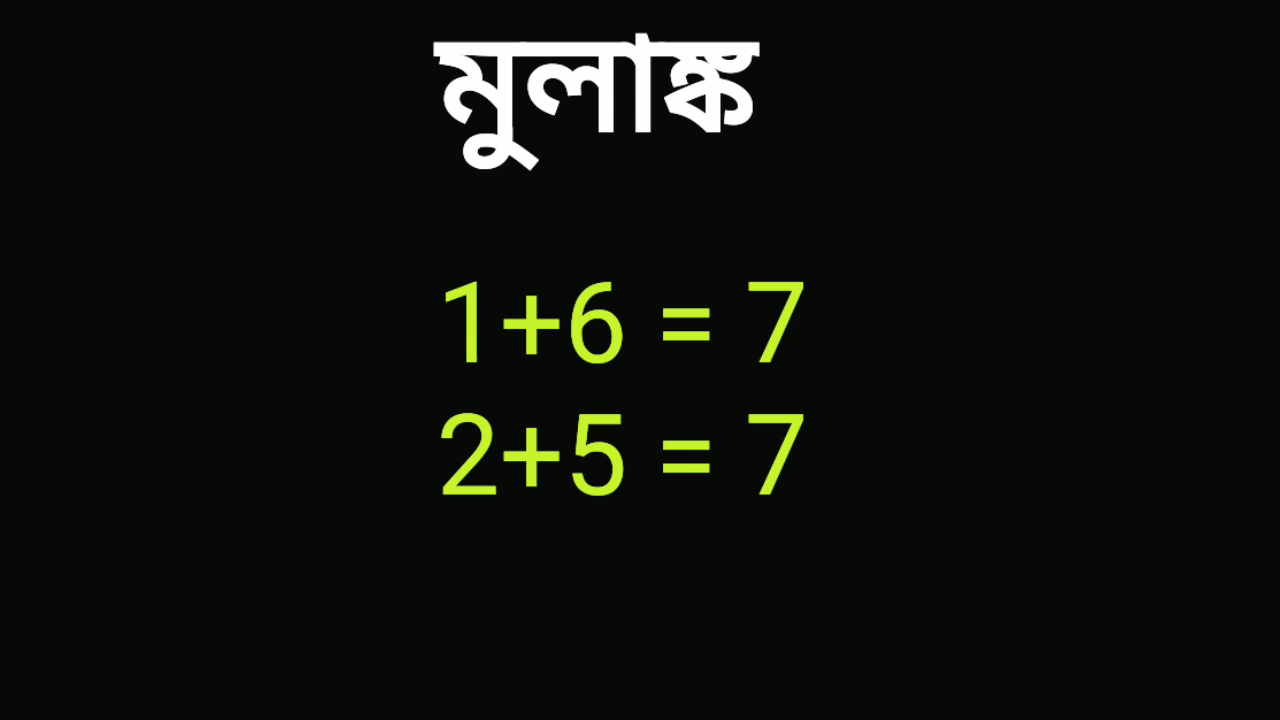 মুলাঙ্ক
1+6 = 7
2+5 = 7